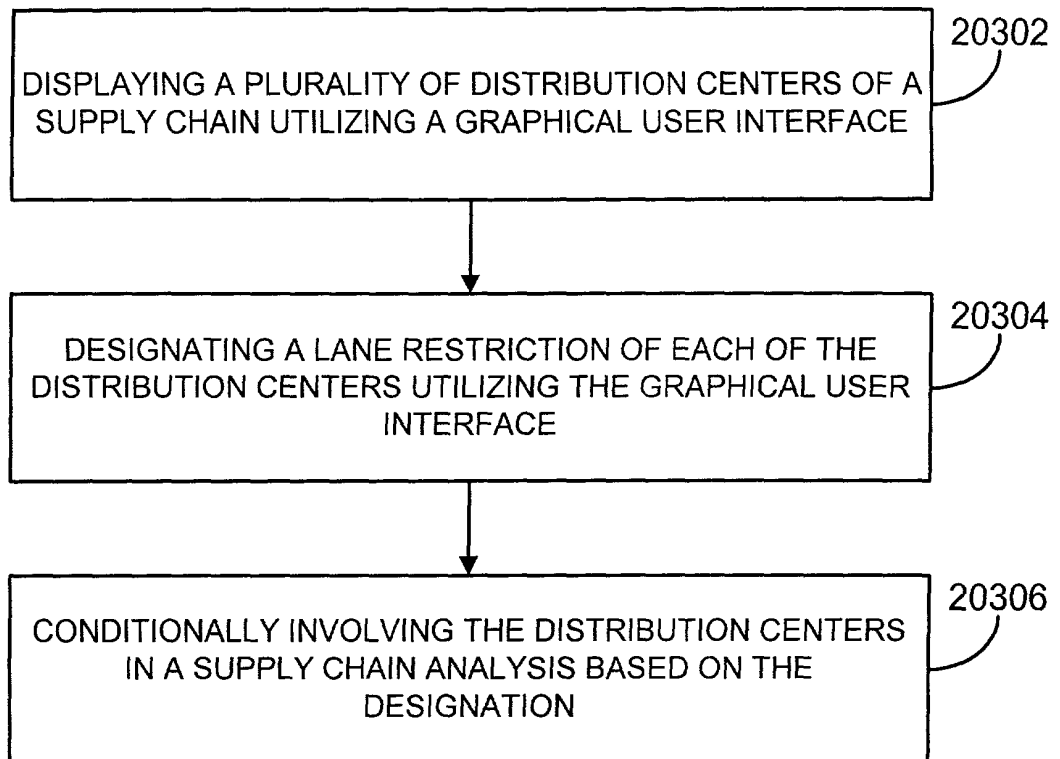 20302
DISPLAYING A PLURALITY OF DISTRIBUTION CENTERS OF A
SUPPLY CHAIN UTILIZING A GRAPHICAL USER INTERFACE
20304
DESIGNATING A LANE RESTRICTION OF EACH OF THE
DISTRIBUTION CENTERS UTILIZING THE GRAPHICAL USER
INTERFACE
20306
CONDITIONALLY INVOLVING THE DISTRIBUTION CENTERS
IN A SUPPLY CHAIN ANALYSIS BASED ON THE
DESIGNATION